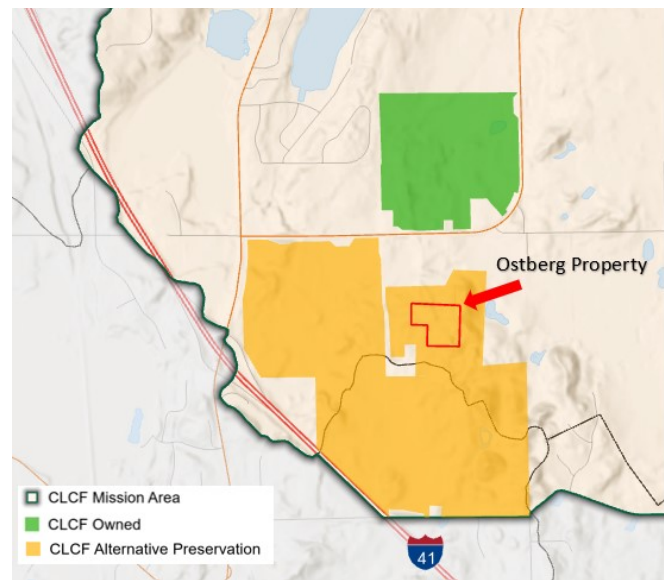 Ostberg Property
CLCF Mission Area
CLCF Owned
CLCF Alternative Preservation
41